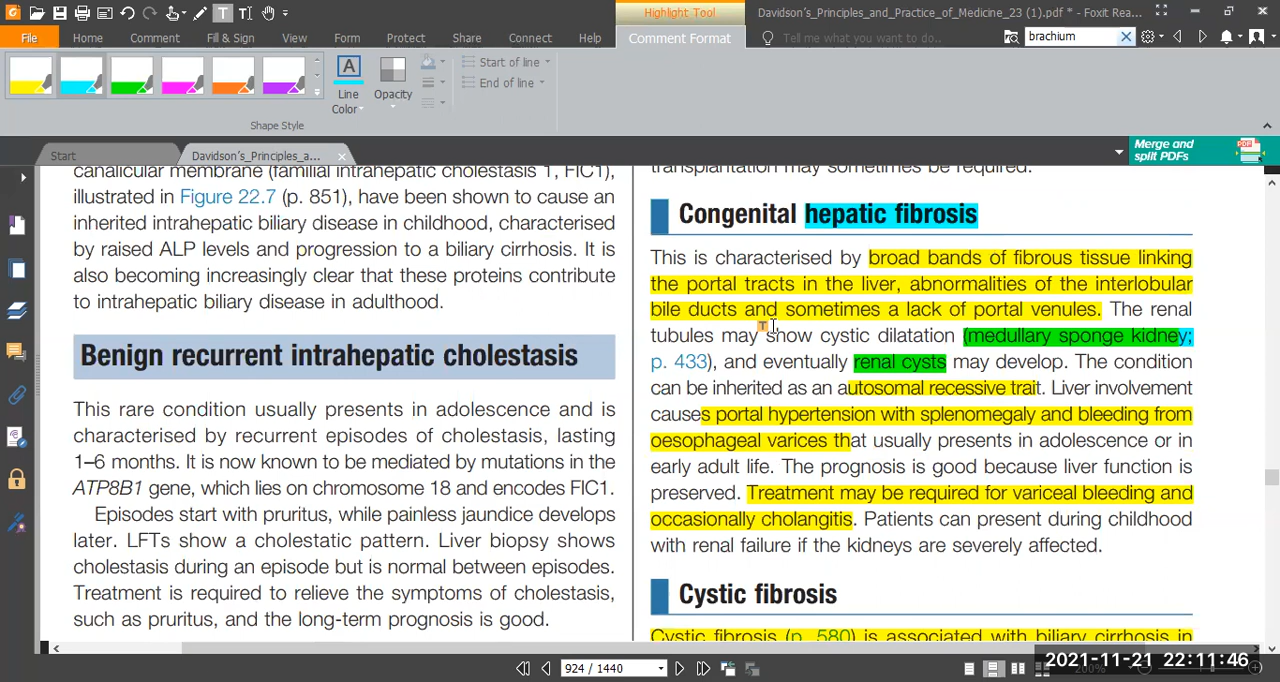 Highlight Tool
Davidson's_Principles_and_Practice_of_Medicine_23 (1).pdf * - Foxit Rea...
File
Home
Comment
Fill & Sign
View
Form
Protect
Share
Connect
Help
Comment Format
Tell me what you want to do..
brachium
Line
Color
Opacity
Start of line
End of line
Shape Style
Start
Davidson's_Principles_a...
Merge and
split PDFs
canalicular membrane (familial intrahepatic cholestasis 1, FIC1),
illustrated in Figure 22.7 (p. 851), have been shown to cause an
inherited intrahepatic biliary disease in childhood, characterised
by raised ALP levels and progression to a biliary cirrhosis. It is
also becoming increasingly clear that these proteins contribute
to intrahepatic biliary disease in adulthood.
Benign recurrent intrahepatic cholestasis
This rare condition usually presents in adolescence and is
characterised by recurrent episodes of cholestasis, lasting
1–6 months. It is now known to be mediated by mutations in the
ATP8B1 gene, which lies on chromosome 18 and encodes FIC1.
Episodes start with pruritus, while painless jaundice develops
later. LFTs show a cholestatic pattern. Liver biopsy shows
cholestasis during an episode but is normal between episodes.
Treatment is required to relieve the symptoms of cholestasis,
such as pruritus, and the long-term prognosis is good.
transplantation may sometimes be required.
Congenital hepatic fibrosis
This is characterised by broad bands of fibrous tissue linking
the portal tracts in the liver, abnormalities of the interlobular
bile ducts and sometimes a lack of portal venules. The renal
tubules may show cystic dilatation (medullary sponge kidney;
p. 433), and eventually renal cysts may develop. The condition
can be inherited as an autosomal recessive trait. Liver involvement
causes portal hypertension with splenomegaly and bleeding from
oesophageal varices that usually presents in adolescence or in
early adult life. The prognosis is good because liver function is
preserved. Treatment may be required for variceal bleeding and
occasionally cholangitis. Patients can present during childhood
with renal failure if the kidneys are severely affected.
Cystic fibrosis
Cystic fibrosis (p. 580) is associated with biliary cirrhosis in
924 / 1440
200%
2021-11-21 22:11:46